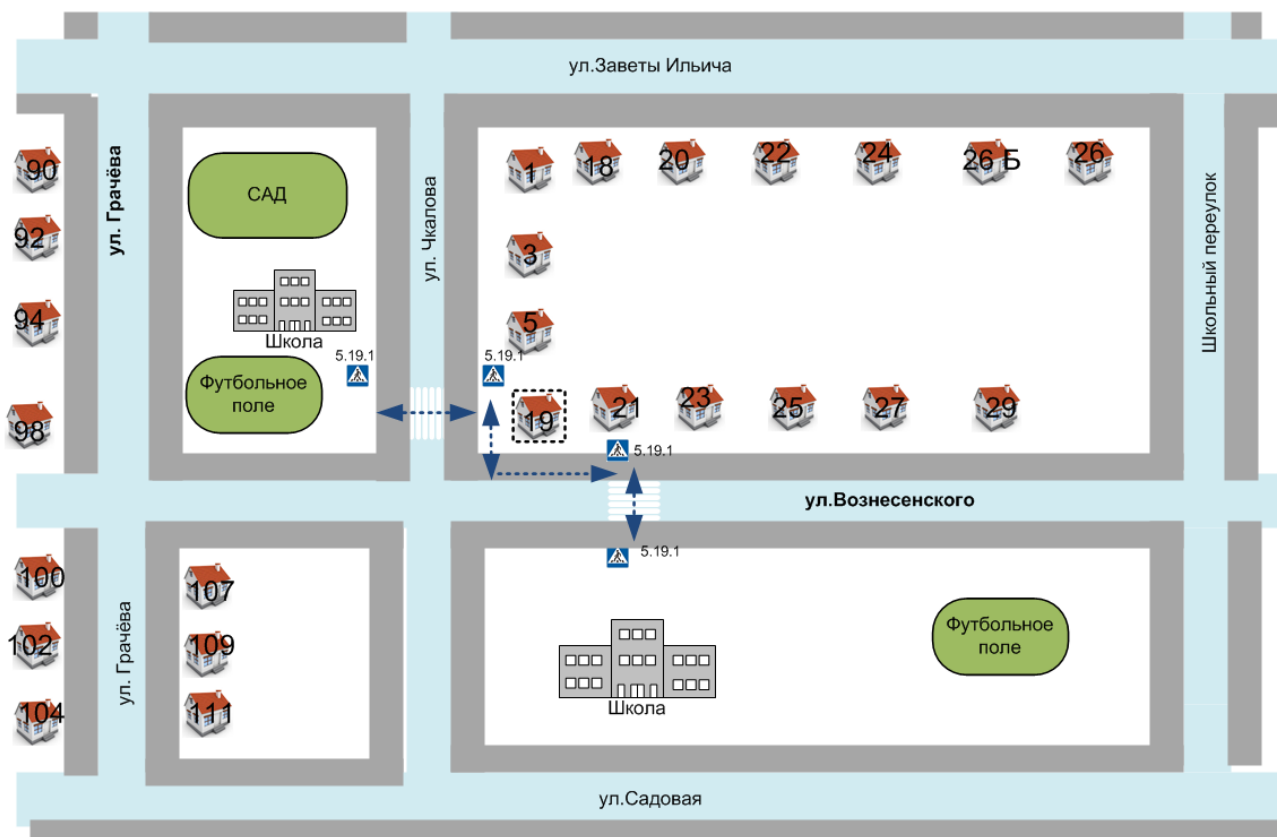 ул.Заветы Ильича
90
92
94
98
ул. Грачёва
САД
Школа
Футбольное
поле
5.19.1
ул. Чкалова
1
18
20
22
24
26 Б
26
3
5
5.19.1
19
21
23
25
27
29
5.19.1
Школьный переулок
ул.Вознесенского
5.19.1
100
102
104
ул. Грачёва
107
109
111
Школа
Футбольное
поле
ул.Садовая